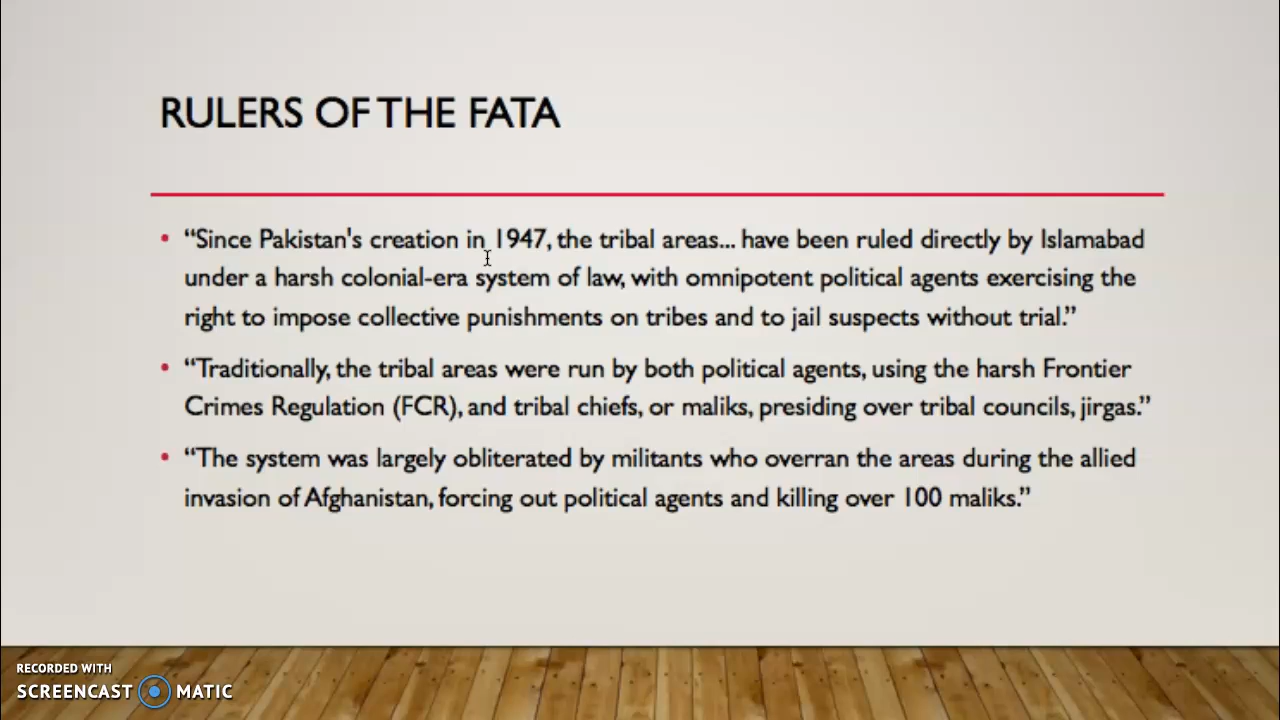 RULERS OF THE FATA
• “Since Pakistan's creation in 1947, the tribal areas... have been ruled directly by Islamabad
under a harsh colonial-era system of law, with omnipotent political agents exercising the
right to impose collective punishments on tribes and to jail suspects without trial.”
• “Traditionally, the tribal areas were run by both political agents, using the harsh Frontier
Crimes Regulation (FCR), and tribal chiefs, or maliks, presiding over tribal councils, jirgas.”
• “The system was largely obliterated by militants who overran the areas during the allied
invasion of Afghanistan, forcing out political agents and killing over 100 maliks.”
RECORDED WITH
SCREENCAST MATIC